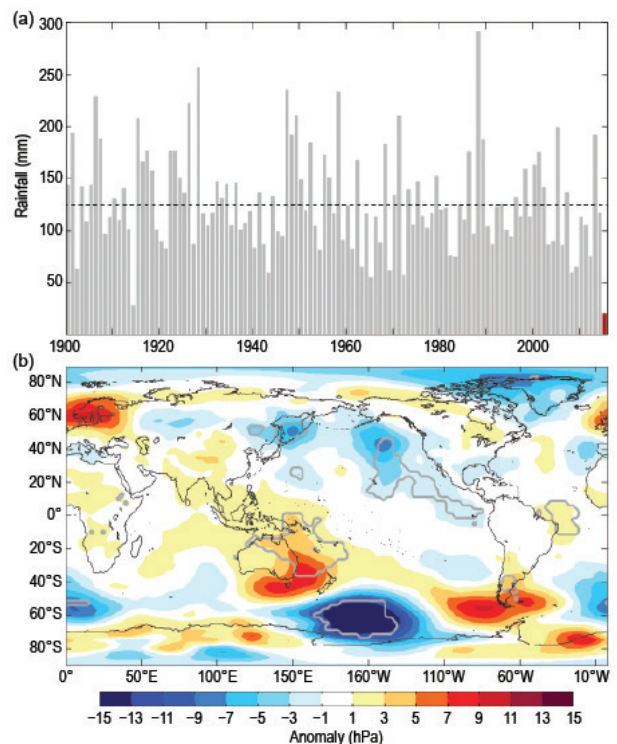 (a)
300
250
200
150
100
50
Rainfall (mm)
1900 1920 1940 1960 1980 2000
(b)
80°N
60°N
40°N
20°N
0°
20°S
40°S
60°S
80°S
0° 50°E 100°E 150°E 160°W 110°W 60°W 10°W
−15 −13 −11 −9 −7 −5 −3 −1 1 3 5 7 9 11 13 15
Anomaly (hPa)